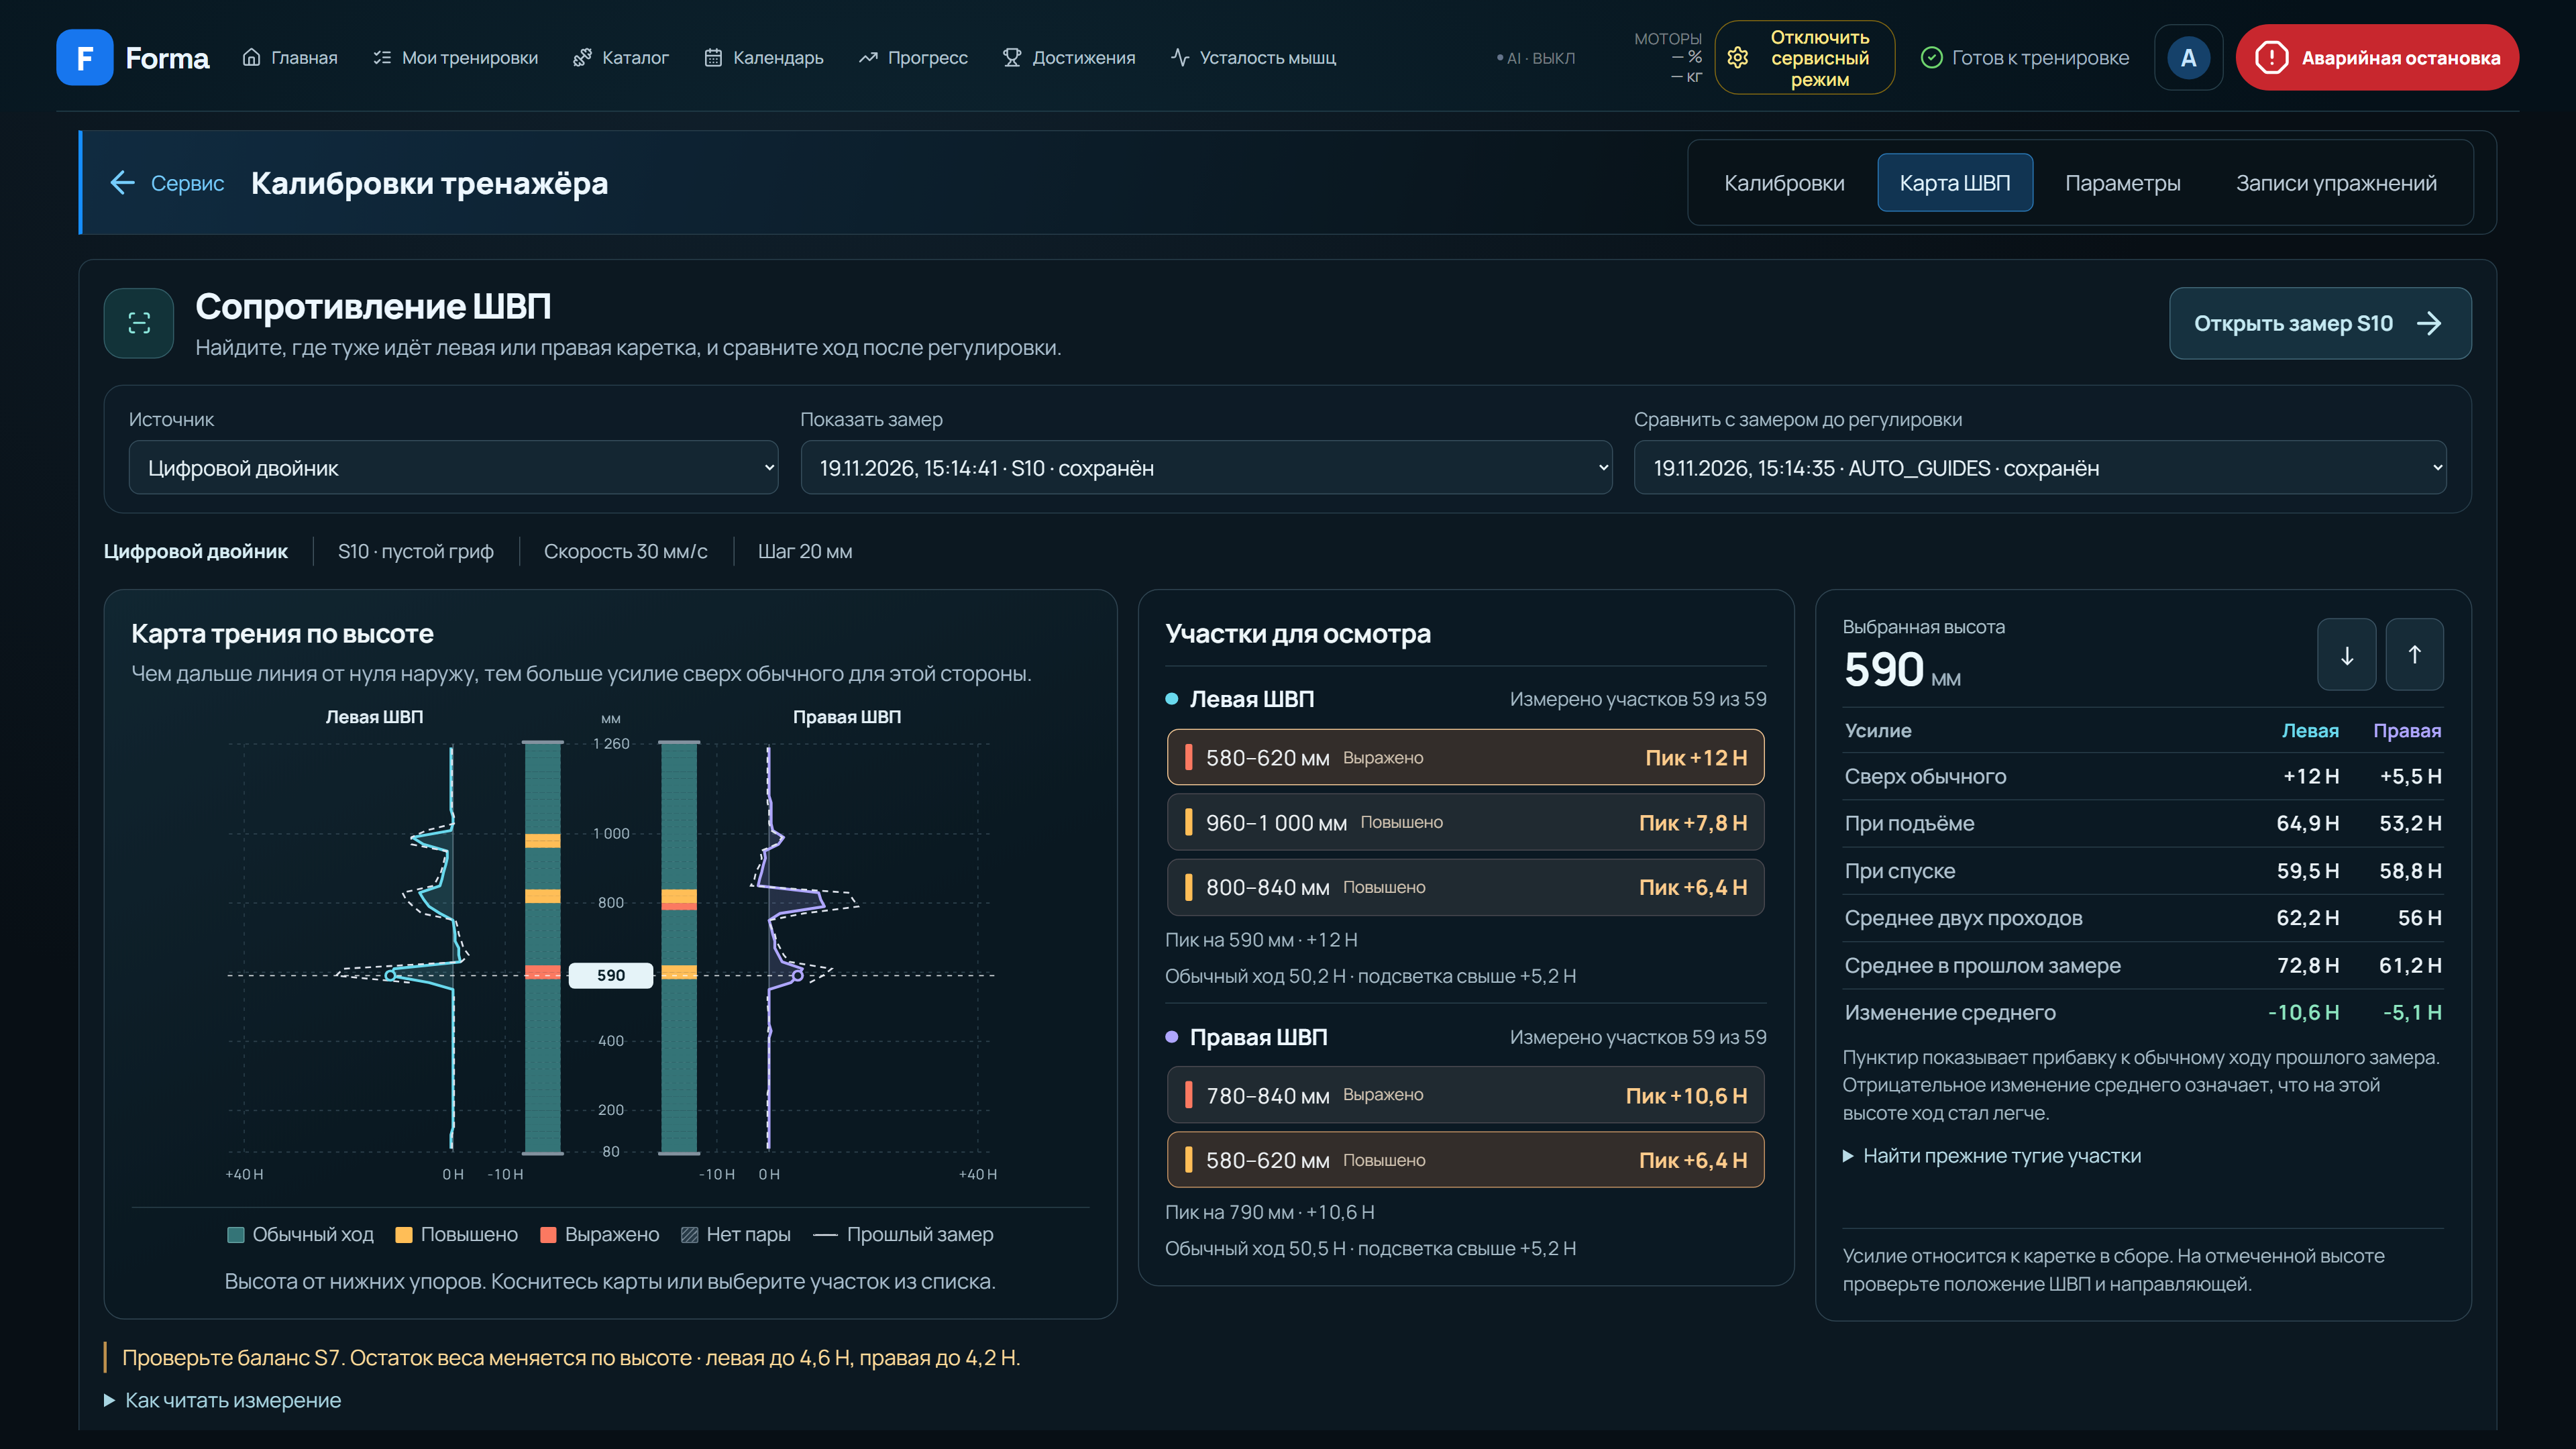 F Forma
Главная
Мои тренировки
Каталог
Календарь
Прогресс
Достижения
Усталость мышц
AI · ВЫКЛ
МОТОРЫ
— %
— кг
Отключить
сервисный
режим
Готов к тренировке
A
Аварийная остановка
Сервис
Калибровки тренажёра
Калибровки
Карта ШВП
Параметры
Записи упражнений
Сопротивление ШВП
Найдите, где туже идёт левая или правая каретка, и сравните ход после регулировки.
Открыть замер S10
Источник
Цифровой двойник
Показать замер
19.11.2026, 15:14:41 · S10 · сохранён
Сравнить с замером до регулировки
19.11.2026, 15:14:35 · AUTO_GUIDES · сохранён
Цифровой двойник
S10 · пустой гриф
Скорость 30 мм/с
Шаг 20 мм
Карта трения по высоте
Чем дальше линия от нуля наружу, тем больше усилие сверх обычного для этой стороны.
Левая ШВП
мм
Правая ШВП
1 260
1 000
800
590
400
200
80
+40 Н
0 Н
-10 Н
-10 Н
0 Н
+40 Н
Обычный ход
Повышено
Выражено
Нет пары
Прошлый замер
Высота от нижних упоров. Коснитесь карты или выберите участок из списка.
Участки для осмотра
Левая ШВП
Измерено участков 59 из 59
580–620 мм Выражено Пик +12 Н
960–1 000 мм Повышено Пик +7,8 Н
800–840 мм Повышено Пик +6,4 Н
Пик на 590 мм · +12 Н
Обычный ход 50,2 Н · подсветка свыше +5,2 Н
Правая ШВП
Измерено участков 59 из 59
780–840 мм Выражено Пик +10,6 Н
580–620 мм Повышено Пик +6,4 Н
Пик на 790 мм · +10,6 Н
Обычный ход 50,5 Н · подсветка свыше +5,2 Н
Выбранная высота
590 мм
↓
↑
Усилие Левая Правая
Сверх обычного +12 Н +5,5 Н
При подъёме 64,9 Н 53,2 Н
При спуске 59,5 Н 58,8 Н
Среднее двух проходов 62,2 Н 56 Н
Среднее в прошлом замере 72,8 Н 61,2 Н
Изменение среднего -10,6 Н -5,1 Н
Пунктир показывает прибавку к обычному ходу прошлого замера.
Отрицательное изменение среднего означает, что на этой
высоте ход стал легче.
Найти прежние тугие участки
Усилие относится к каретке в сборе. На отмеченной высоте
проверьте положение ШВП и направляющей.
Проверьте баланс S7. Остаток веса меняется по высоте · левая до 4,6 Н, правая до 4,2 Н.
Как читать измерение